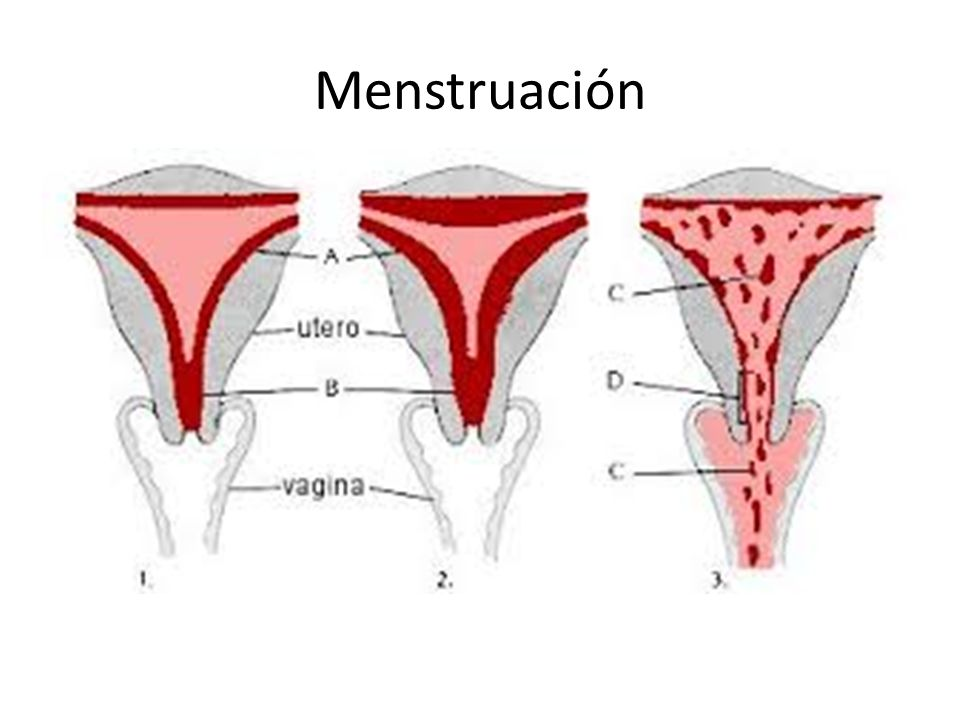 Menstruación
A
utero
B
vagina
C
D
C
1.
2.
3.